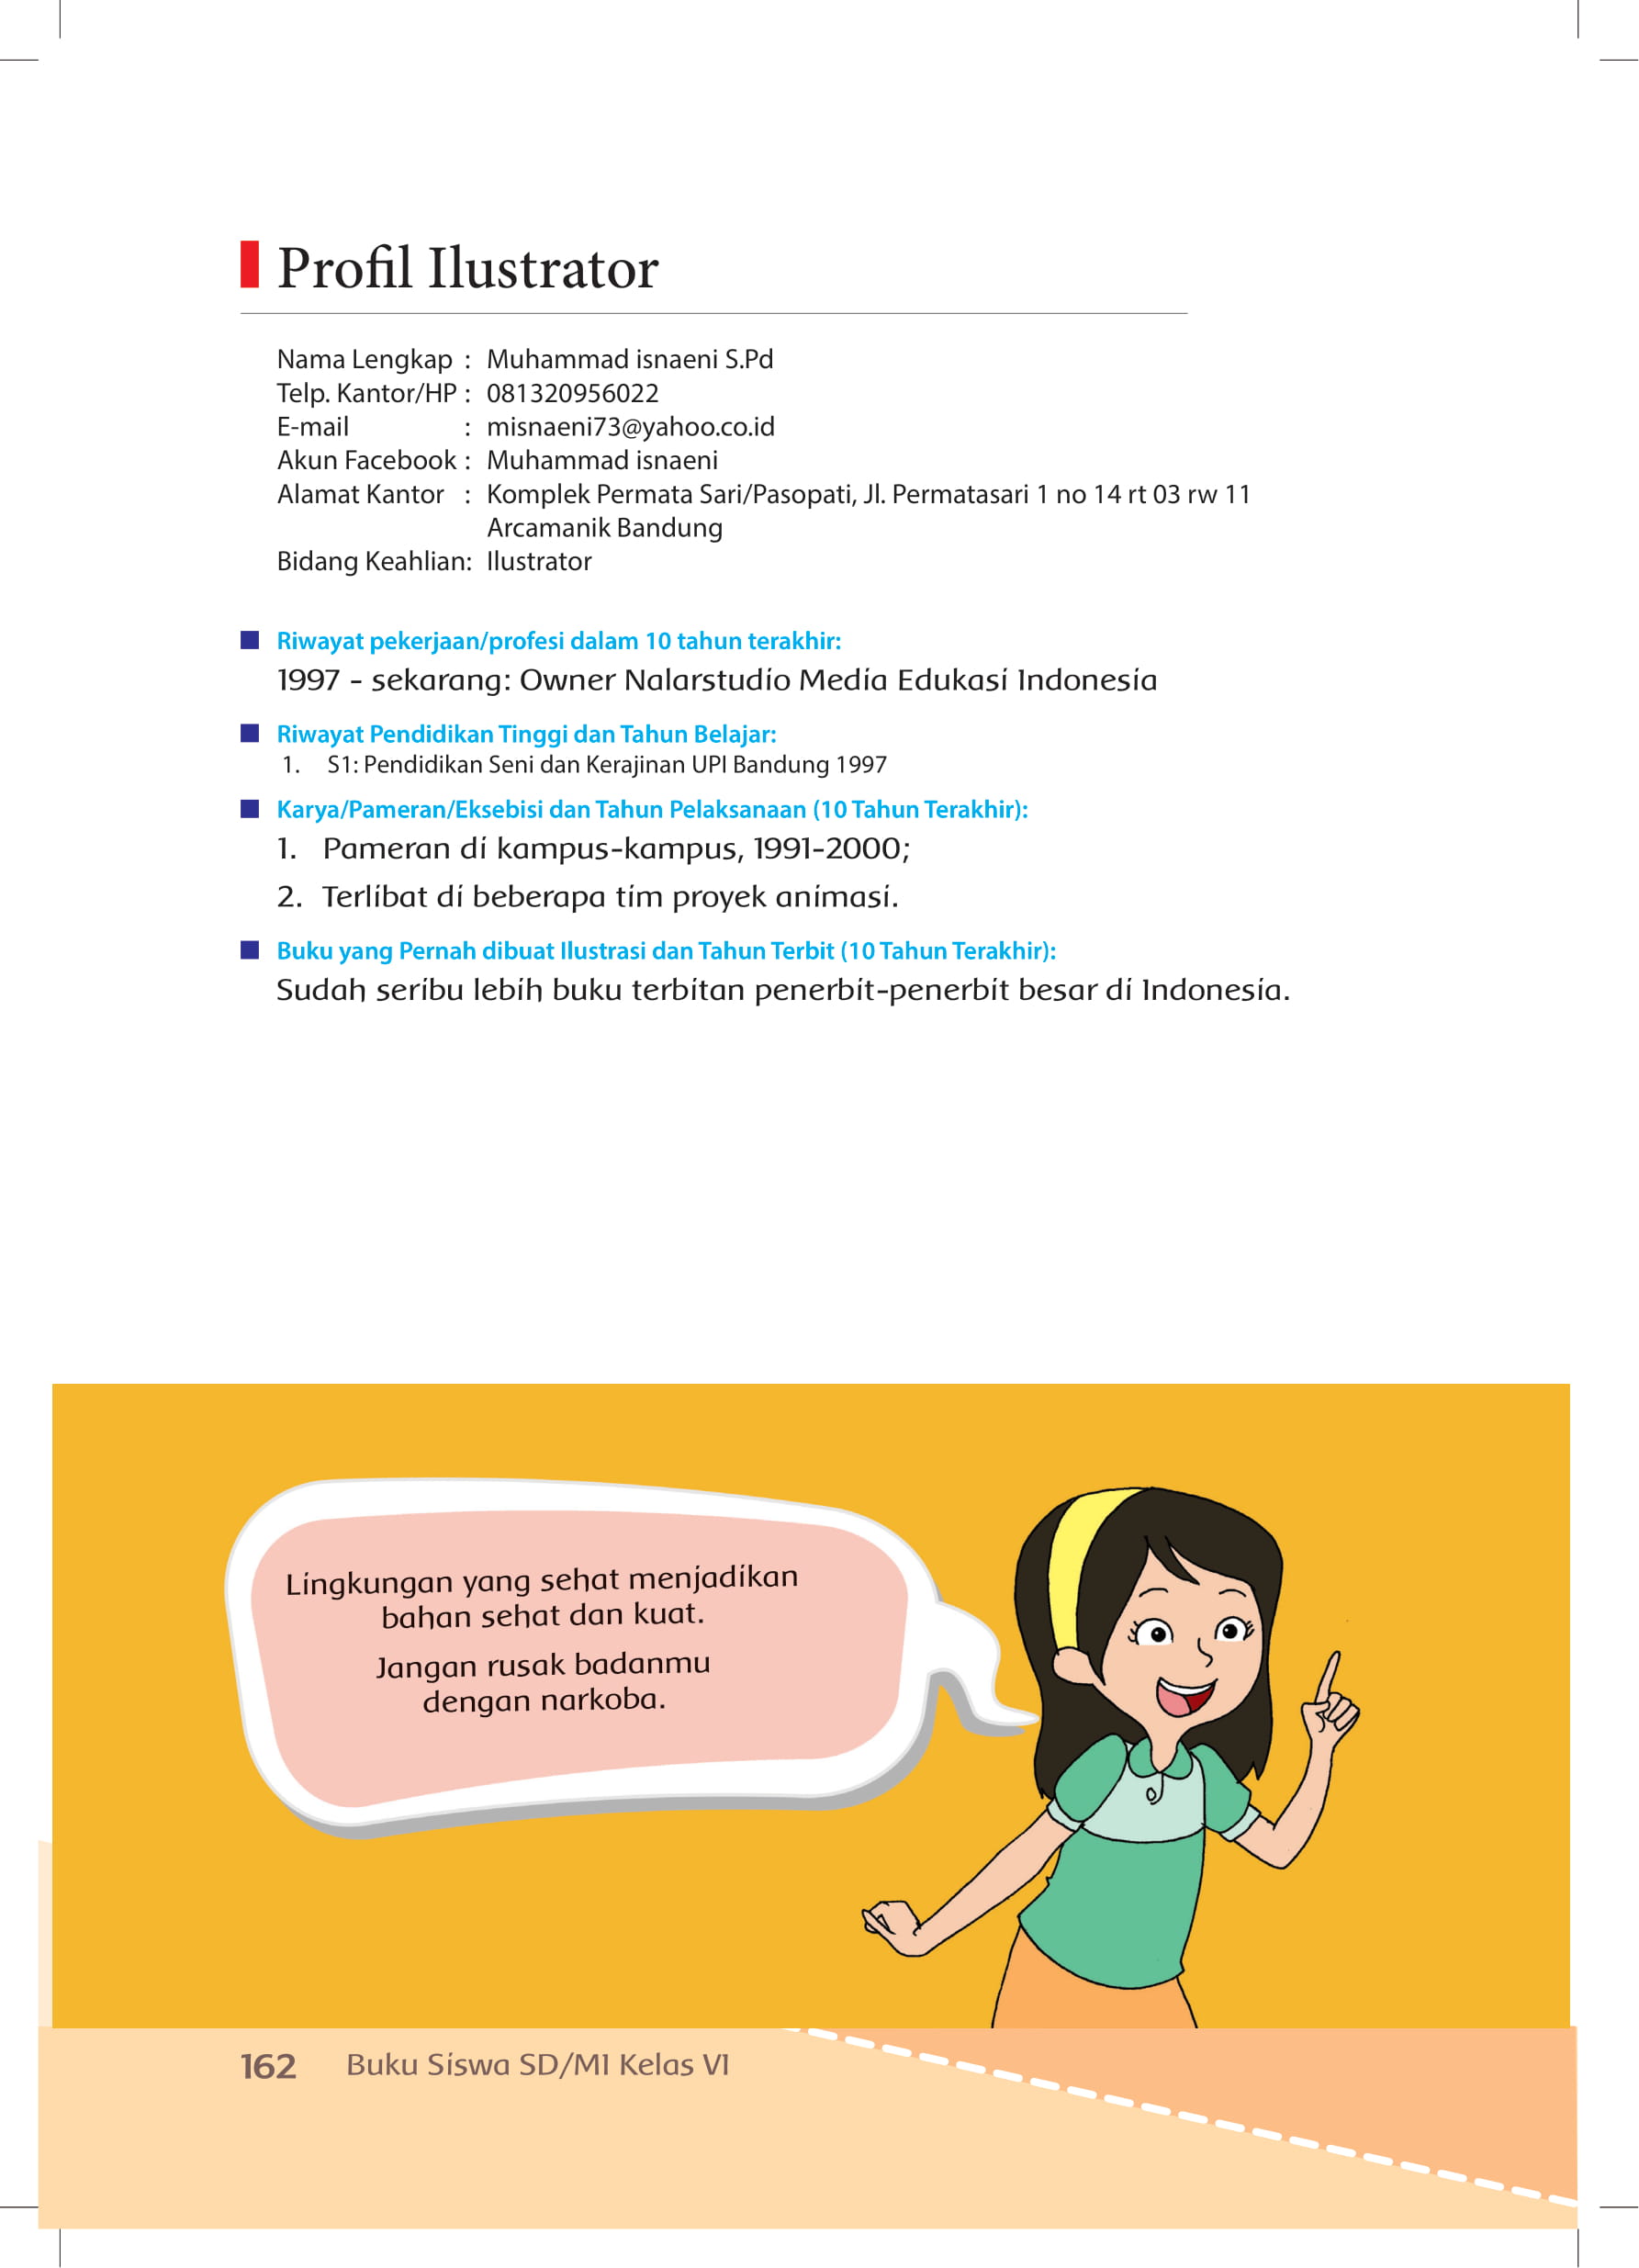 Profil Ilustrator
Nama Lengkap : Muhammad isnaeni S.Pd
Telp. Kantor/HP : 081320956022
E-mail : misnaeni73@yahoo.co.id
Akun Facebook : Muhammad isnaeni
Alamat Kantor : Komplek Permata Sari/Pasopati, Jl. Permatasari 1 no 14 rt 03 rw 11
Arcamanik Bandung
Bidang Keahlian: Ilustrator
Riwayat pekerjaan/profesi dalam 10 tahun terakhir:
1997 - sekarang: Owner Nalarstudio Media Edukasi Indonesia
Riwayat Pendidikan Tinggi dan Tahun Belajar:
1. S1: Pendidikan Seni dan Kerajinan UPI Bandung 1997
Karya/Pameran/Eksebisi dan Tahun Pelaksanaan (10 Tahun Terakhir):
1. Pameran di kampus-kampus, 1991-2000;
2. Terlibat di beberapa tim proyek animasi.
Buku yang Pernah dibuat Ilustrasi dan Tahun Terbit (10 Tahun Terakhir):
Sudah seribu lebih buku terbitan penerbit-penerbit besar di Indonesia.
Lingkungan yang sehat menjadikan
bahan sehat dan kuat.
Jangan rusak badanmu
dengan narkoba.
162 Buku Siswa SD/MI Kelas VI